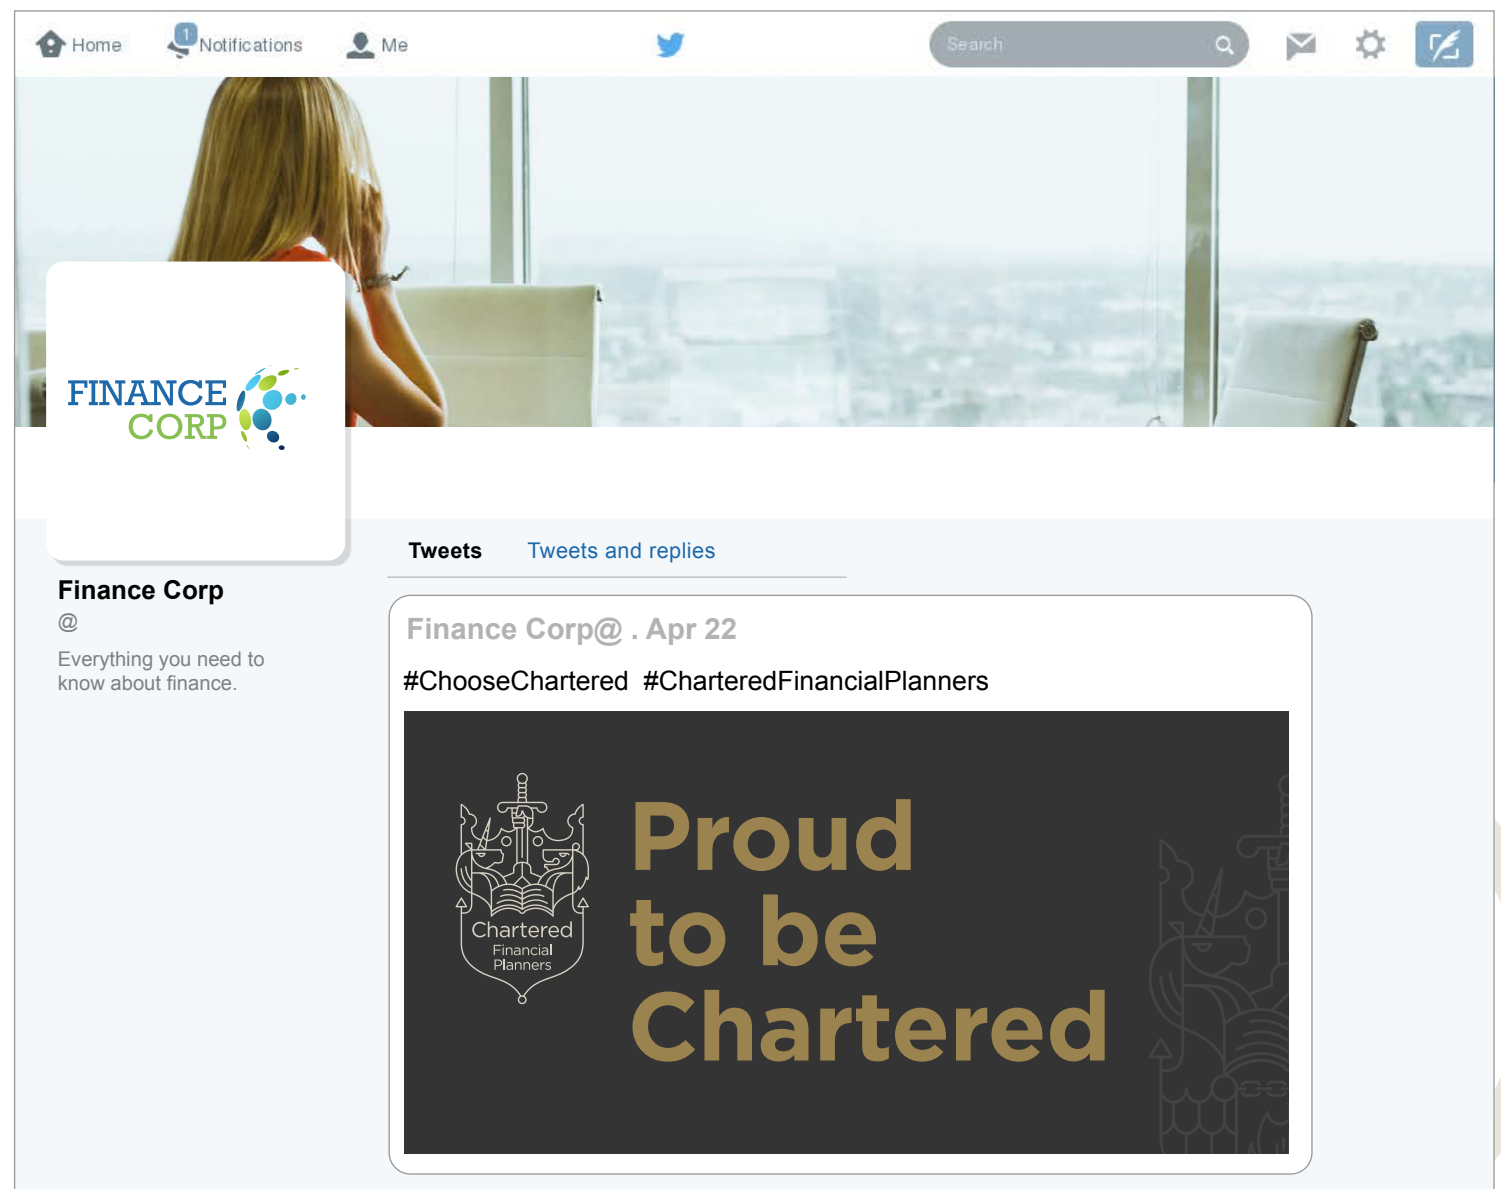 Home
1
Notifications
Me
Search
FINANCE
CORP
Finance Corp
@
Everything you need to
know about finance.
Tweets
Tweets and replies
Finance Corp@ . Apr 22
#ChooseChartered #CharteredFinancialPlanners
Chartered
Financial
Planners
Proud
to be
Chartered